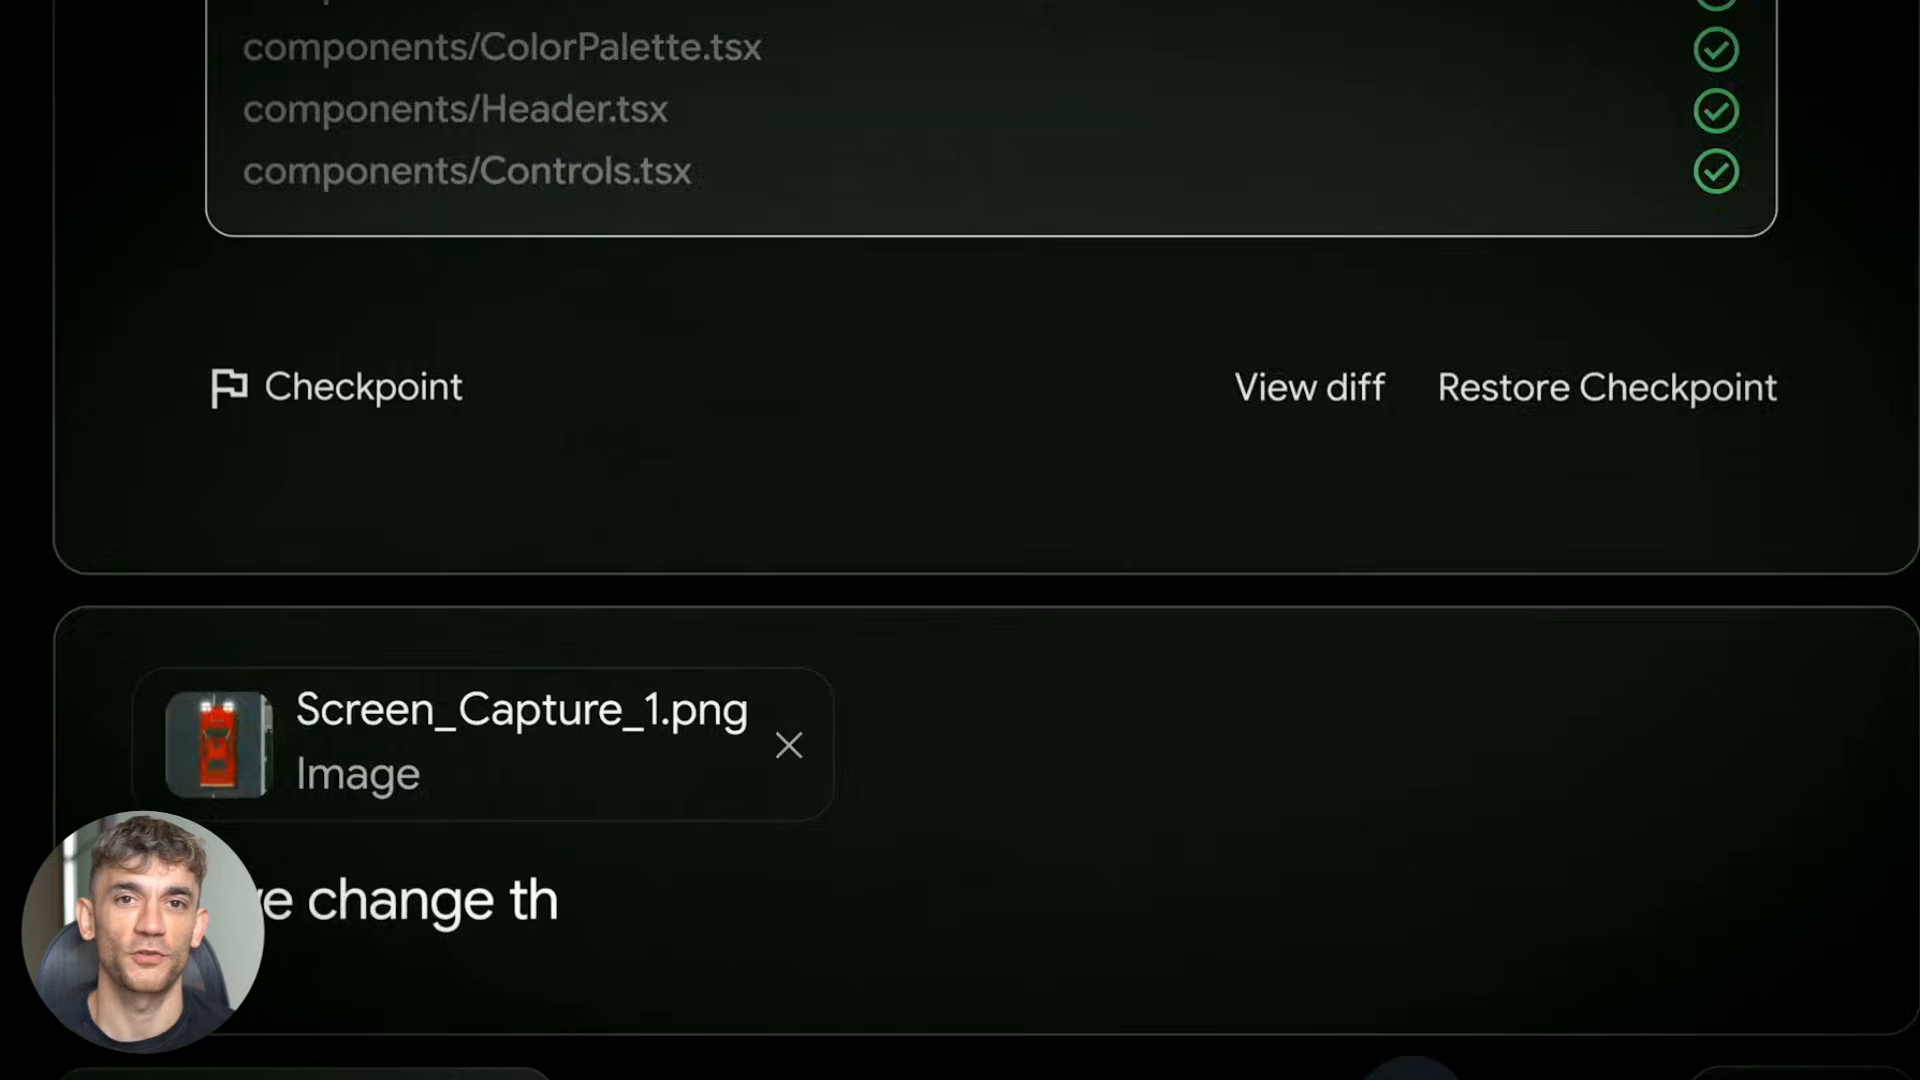 components/ColorPalette.tsx
components/Header.tsx
components/Controls.tsx
Checkpoint
View diff
Restore Checkpoint
Screen_Capture_1.png
Image
change th